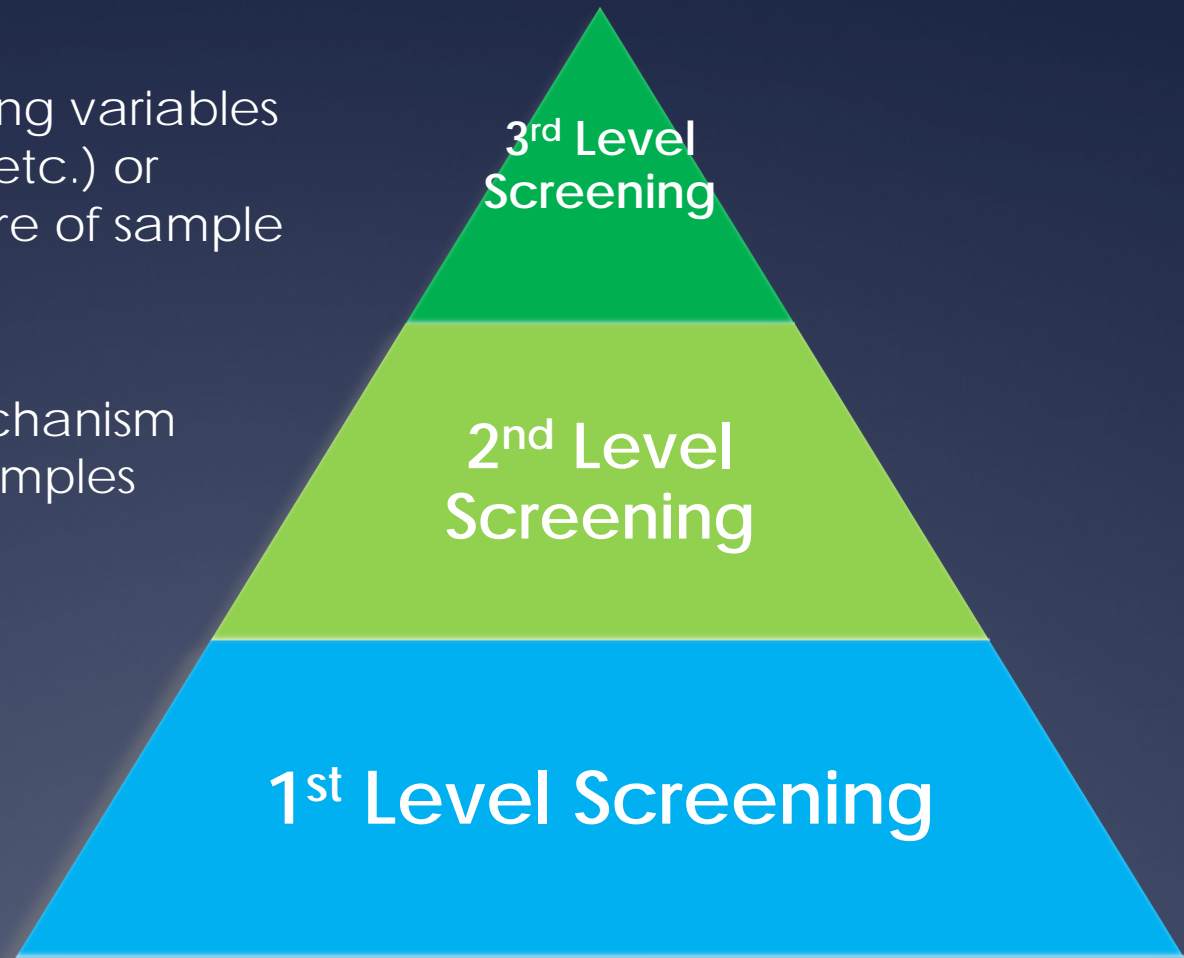 ng variables
etc.) or
re of sample
chanism
mples
3rd Level
Screening
2nd Level
Screening
1st Level Screening